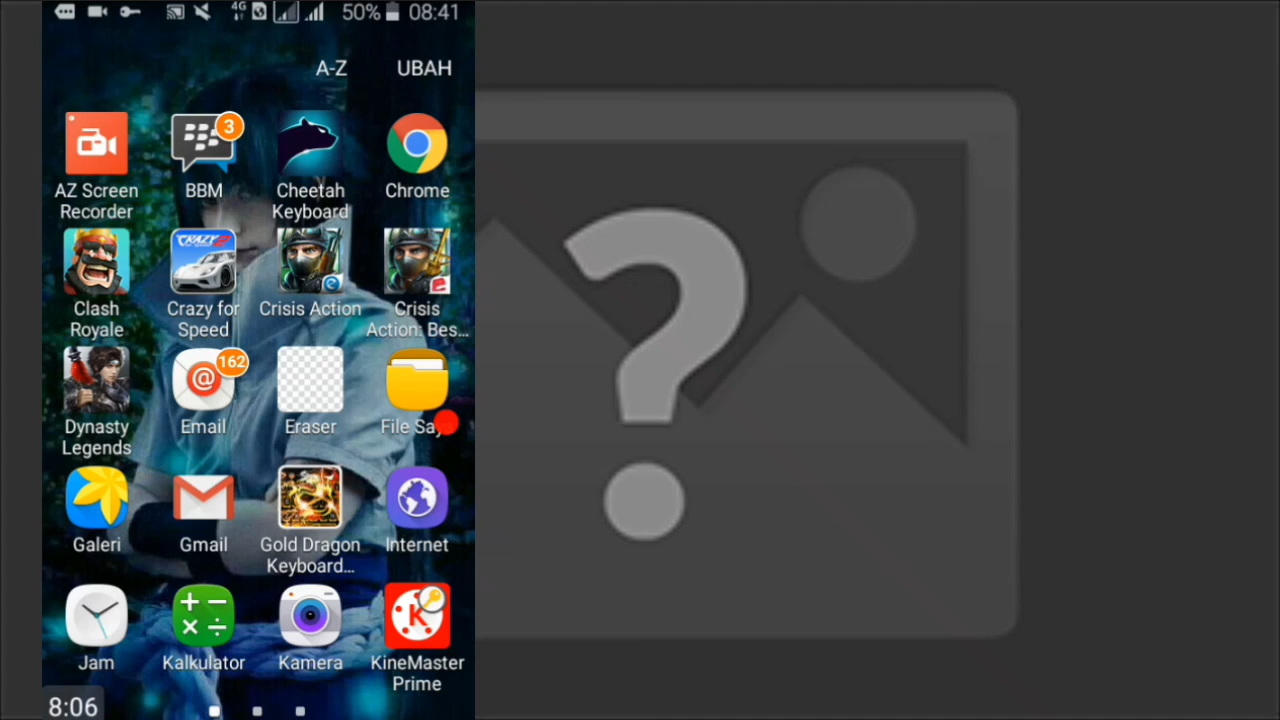 4G 50% 08:41
A-Z UBAH
3
AZ Screen
Recorder
BBM
Cheetah
Keyboard
Chrome
Clash
Royale
Crazy for
Speed
Crisis Action
Crisis
Action: Bes...
Dynasty
Legends
162
@
Email
Eraser
File
Galeri
Gmail
Gold Dragon
Keyboard...
Internet
Jam
Kalkulator
Kamera
K
KineMaster
Prime
8:06
?